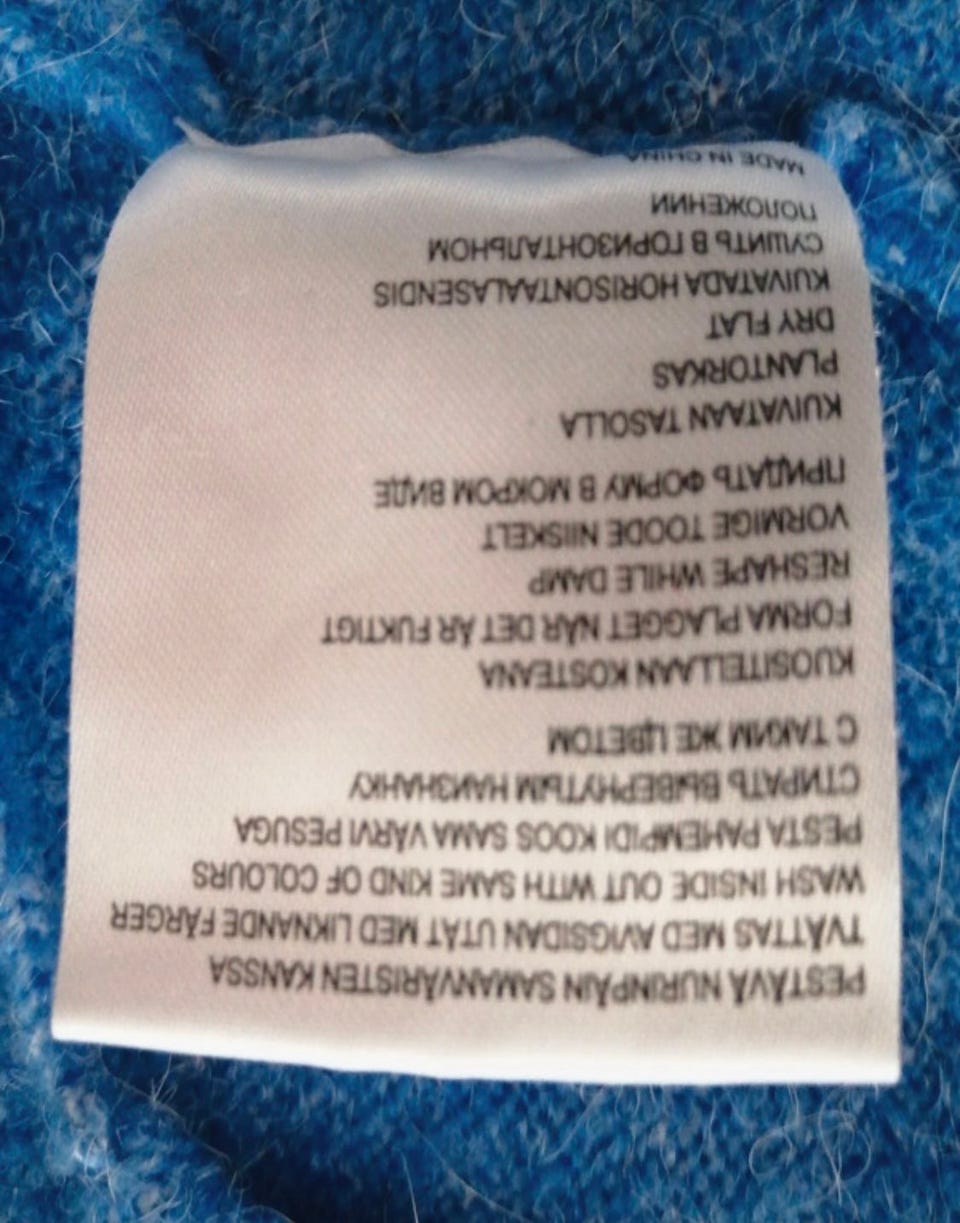 PESTÄVÄ NURINPÄIN SAMANVÄRISTEN KANSSA
TVÄTTAS MED AVIGSIDAN UTÅT MED LIKNANDE FÄRGER
WASH INSIDE OUT WITH SAME KIND OF COLOURS
PESTA PAHEMPIDI KOOS SAMA VÄRVI PESUGA
СТИРАТЬ ВЫВЕРНУТЫМ НАИЗНАНКУ
С ТАКИМ ЖЕ ЦВЕТОМ
KUOSITELLAAN KOSTEANA
FORMA PLAGGET NÄR DET ÄR FUKTIGT
RESHAPE WHILE DAMP
VORMIGE TOODE NIISKELT
ПРИДАТЬ ФОРМУ В МОКРОМ ВИДЕ
KUIVATAAN TASOLLA
PLANTORKAS
DRY FLAT
KUIVATADA HORISONTAALASENDIS
СУШИТЬ В ГОРИЗОНТАЛЬНОМ
ПОЛОЖЕНИИ
MADE IN CHINA